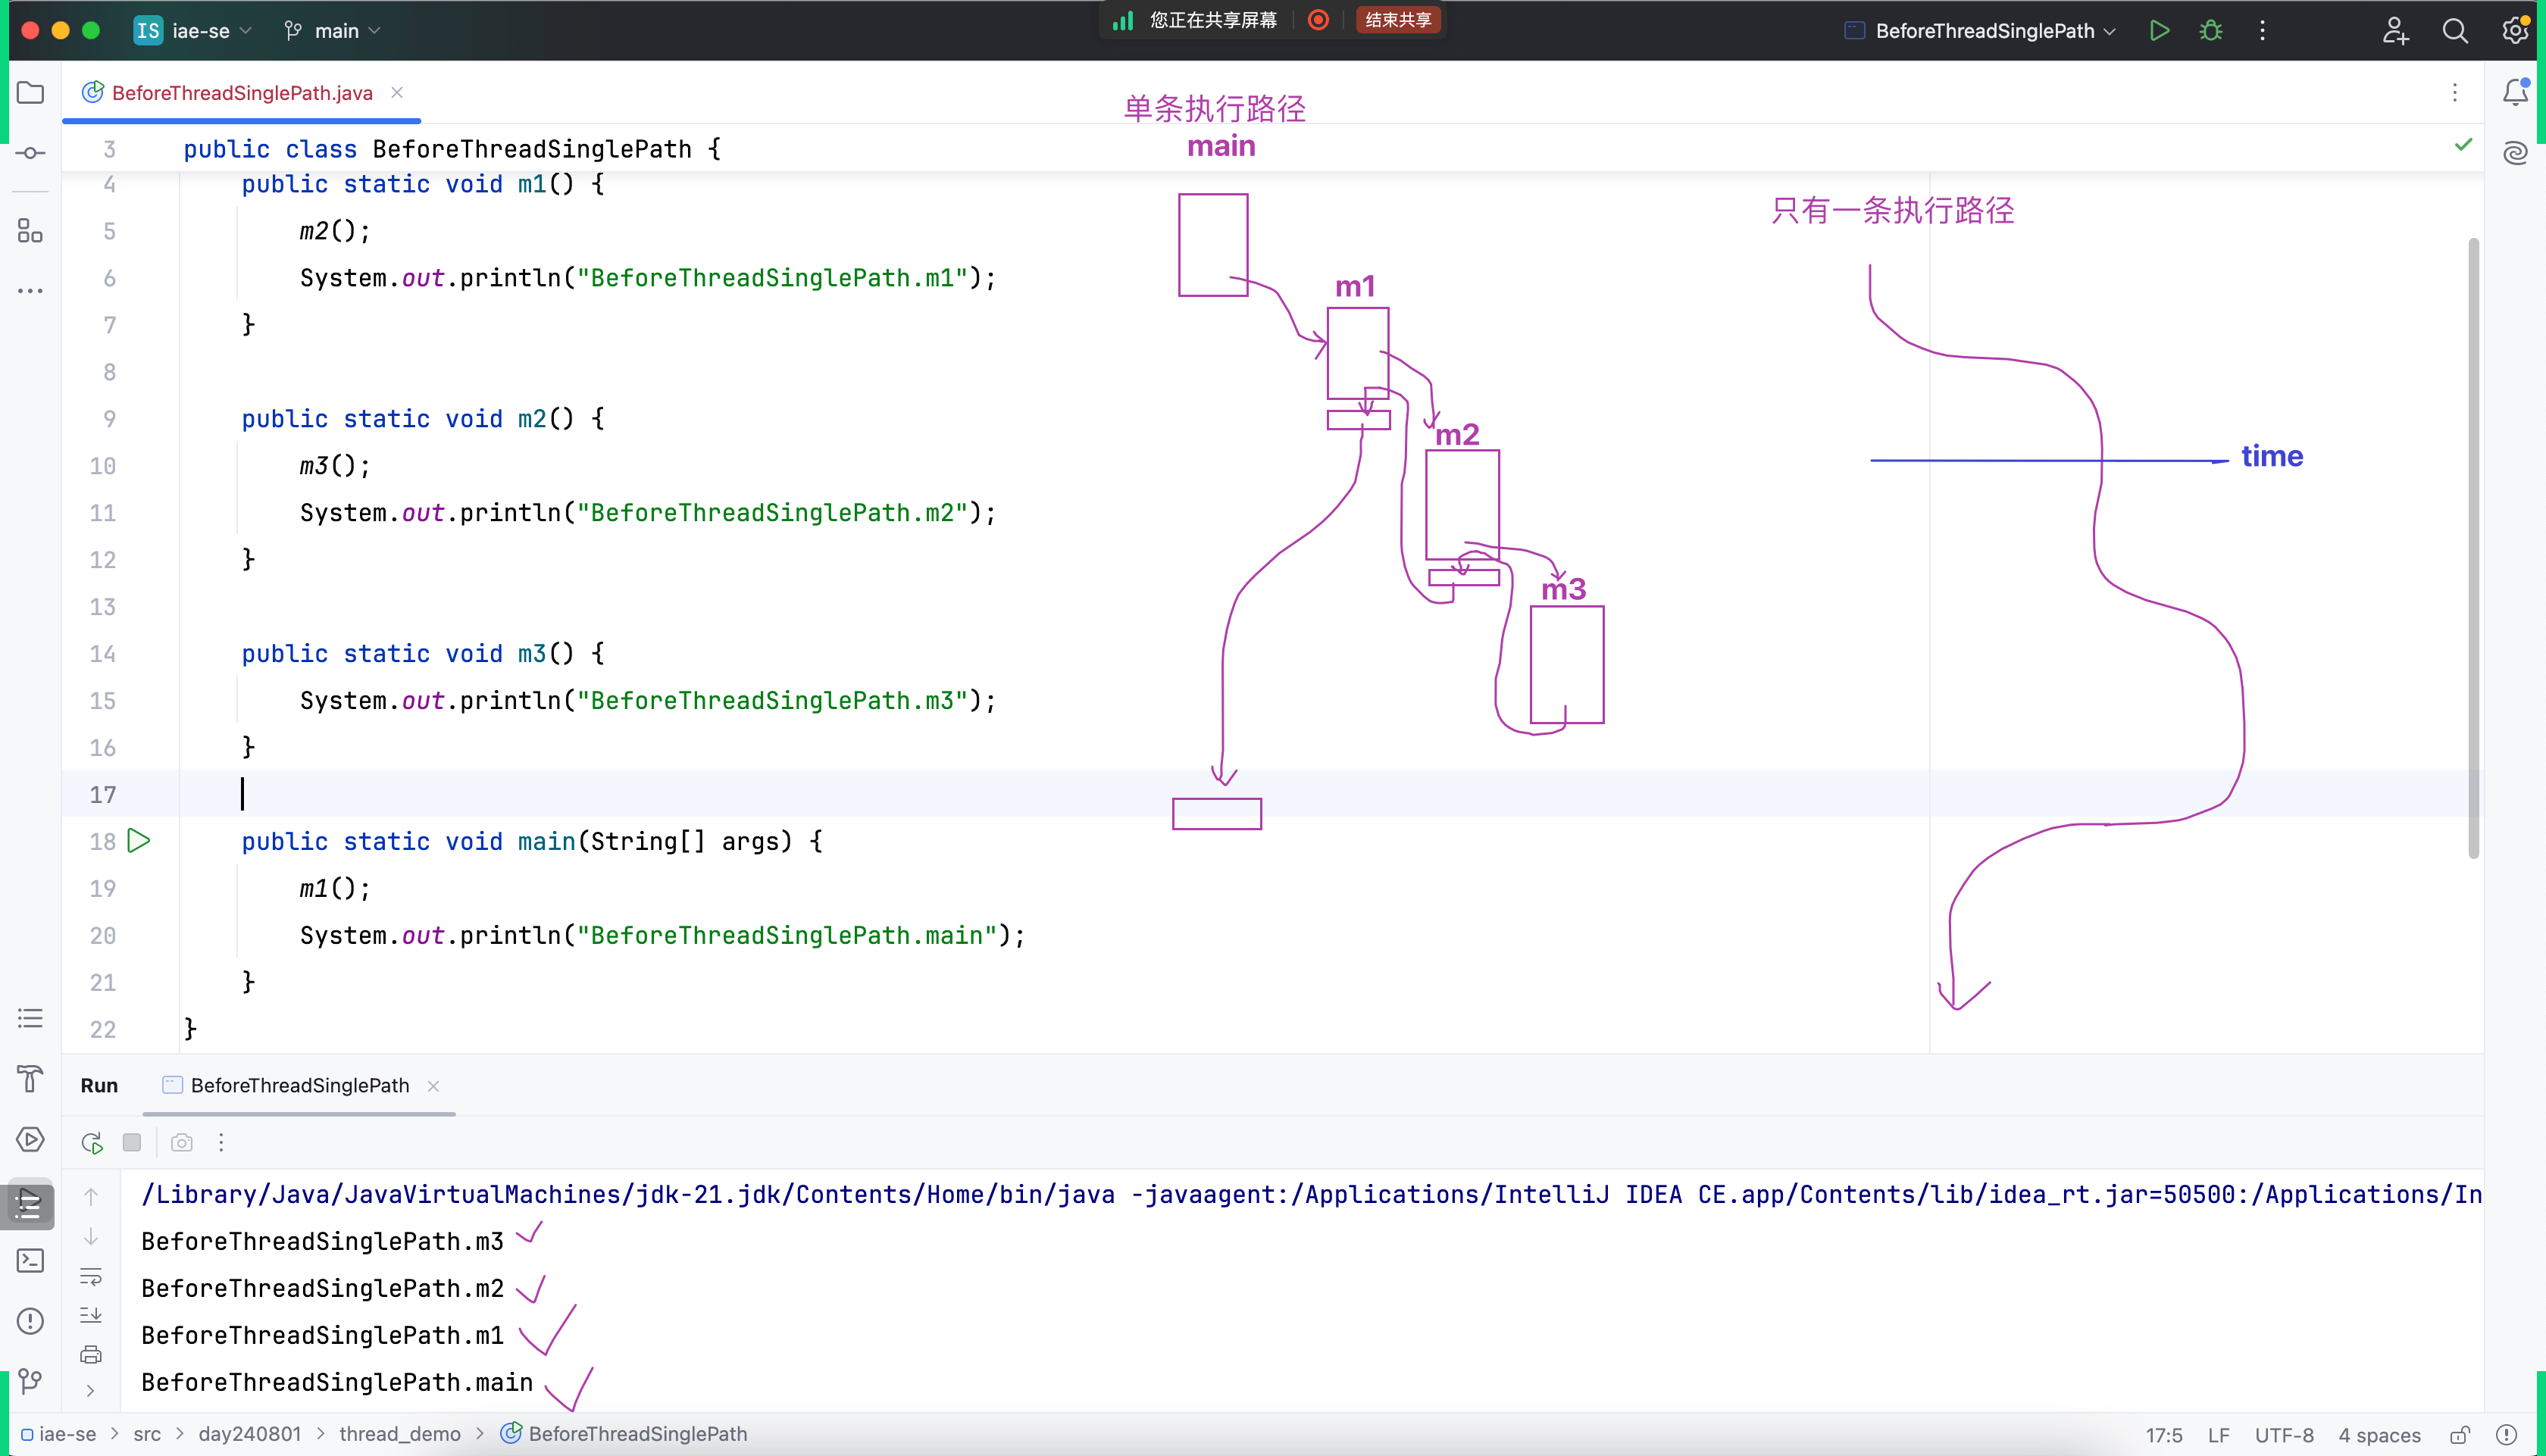 IS iae-se main 您正在共享屏幕 结束共享 BeforeThreadSinglePath
BeforeThreadSinglePath.java
单条执行路径
main
只有一条执行路径
m1
m2
m3
time
3 public class BeforeThreadSinglePath {
4 public static void m1() {
5 m2();
6 System.out.println("BeforeThreadSinglePath.m1");
7 }
8
9 public static void m2() {
10 m3();
11 System.out.println("BeforeThreadSinglePath.m2");
12 }
13
14 public static void m3() {
15 System.out.println("BeforeThreadSinglePath.m3");
16 }
17
18 public static void main(String[] args) {
19 m1();
20 System.out.println("BeforeThreadSinglePath.main");
21 }
22 }
Run BeforeThreadSinglePath
/Library/Java/JavaVirtualMachines/jdk-21.jdk/Contents/Home/bin/java -javaagent:/Applications/IntelliJ IDEA CE.app/Contents/lib/idea_rt.jar=50500:/Applications/In
BeforeThreadSinglePath.m3
BeforeThreadSinglePath.m2
BeforeThreadSinglePath.m1
BeforeThreadSinglePath.main
iae-se > src > day240801 > thread_demo > BeforeThreadSinglePath 17:5 LF UTF-8 4 spaces